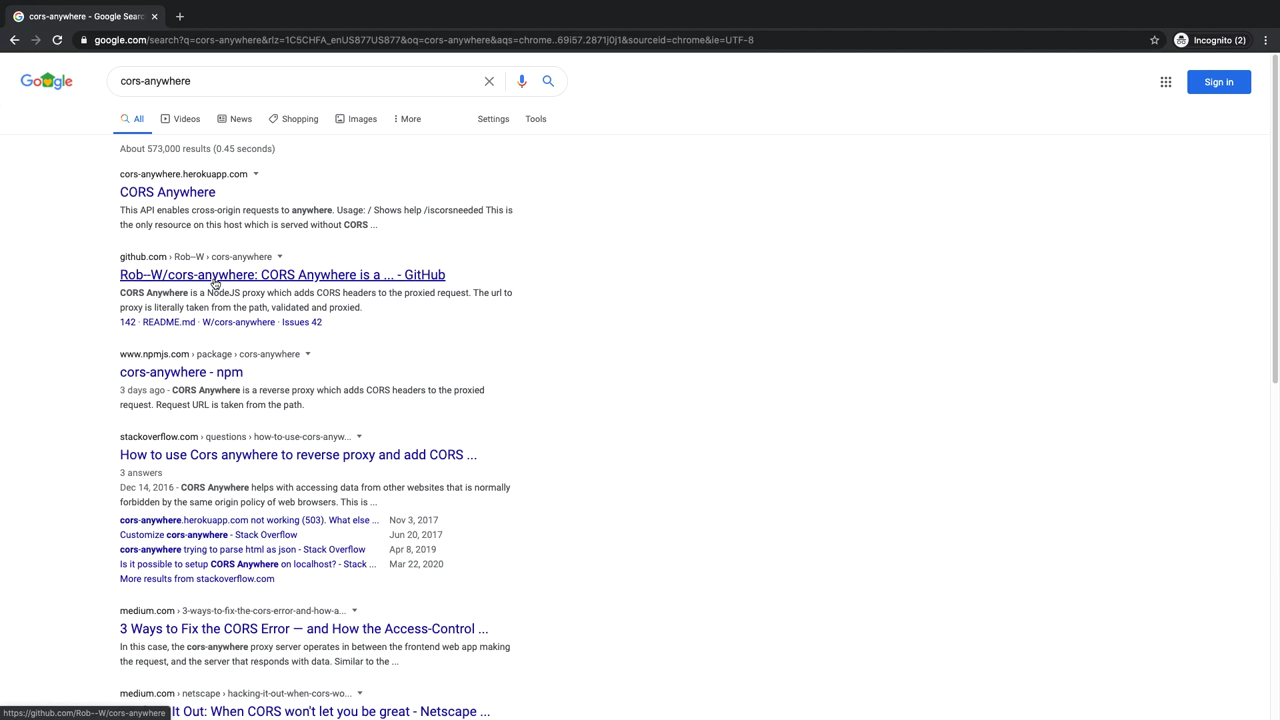 cors-anywhere - Google Sear
google.com/search?q=cors-anywhere&rlz=1C5CHFA_enUS877US877&oq=cors-anywhere&aqs=chrome..69i57.2871j0j1&sourceid=chrome&ie=UTF-8
Incognito (2)
Google
cors-anywhere
Sign in
All
Videos
News
Shopping
Images
More
Settings
Tools
About 573,000 results (0.45 seconds)
cors-anywhere.herokuapp.com
CORS Anywhere
This API enables cross-origin requests to anywhere. Usage: / Shows help /iscorsneeded This is
the only resource on this host which is served without CORS ...
github.com › Rob--W › cors-anywhere
Rob--W/cors-anywhere: CORS Anywhere is a ... - GitHub
CORS Anywhere is a NodeJS proxy which adds CORS headers to the proxied request. The url to
proxy is literally taken from the path, validated and proxied.
142 · README.md · W/cors-anywhere · Issues 42
www.npmjs.com › package › cors-anywhere
cors-anywhere - npm
3 days ago - CORS Anywhere is a reverse proxy which adds CORS headers to the proxied
request. Request URL is taken from the path.
stackoverflow.com › questions › how-to-use-cors-anyw...
How to use Cors anywhere to reverse proxy and add CORS ...
3 answers
Dec 14, 2016 - CORS Anywhere helps with accessing data from other websites that is normally
forbidden by the same origin policy of web browsers. This is ...
cors-anywhere.herokuapp.com not working (503). What else ... Nov 3, 2017
Customize cors-anywhere - Stack Overflow Jun 20, 2017
cors-anywhere trying to parse html as json - Stack Overflow Apr 8, 2019
Is it possible to setup CORS Anywhere on localhost? - Stack ... Mar 22, 2020
More results from stackoverflow.com
medium.com › 3-ways-to-fix-the-cors-error-and-how-a...
3 Ways to Fix the CORS Error — and How the Access-Control ...
In this case, the cors-anywhere proxy server operates in between the frontend web app making
the request, and the server that responds with data. Similar to the ...
medium.com › netscape › hacking-it-out-when-cors-wo...
It Out: When CORS won't let you be great - Netscape ...
https://github.com/Rob--W/cors-anywhere